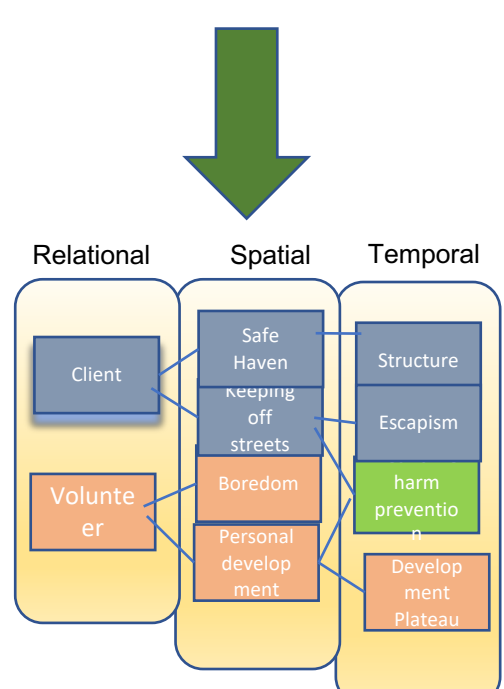 Relational
Spatial
Temporal
Client
Volunte
er
Safe
Haven
Keeping
off
streets
Boredom
Personal
develop
ment
Structure
Escapism
harm
preventio
n
Develop
ment
Plateau